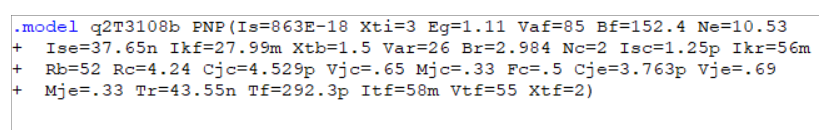 .model q2T3108b PNP(Is=863E-18 Xti=3 Eg=1.11 Vaf=85 Bf=152.4 Ne=10.53
+  Ise=37.65n Ikf=27.99m Xtb=1.5 Var=26 Br=2.984 Nc=2 Isc=1.25p Ikr=56m
+  Rb=52 Rc=4.24 Cjc=4.529p Vjc=.65 Mjc=.33 Fc=.5 Cje=3.763p Vje=.69
+  Mje=.33 Tr=43.55n Tf=292.3p Itf=58m Vtf=55 Xtf=2)